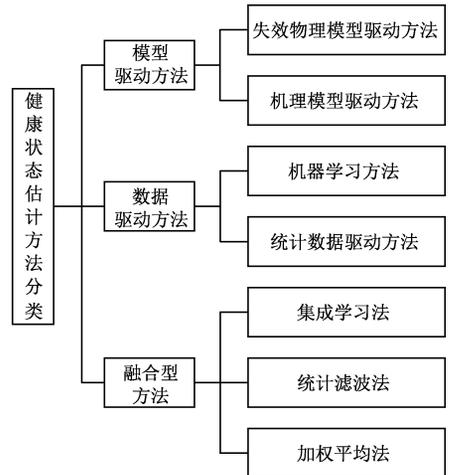 健康状态估计方法分类
模型
驱动方法
失效物理模型驱动方法
机理模型驱动方法
数据
驱动方法
机器学习方法
统计数据驱动方法
融合型
方法
集成学习法
统计滤波法
加权平均法